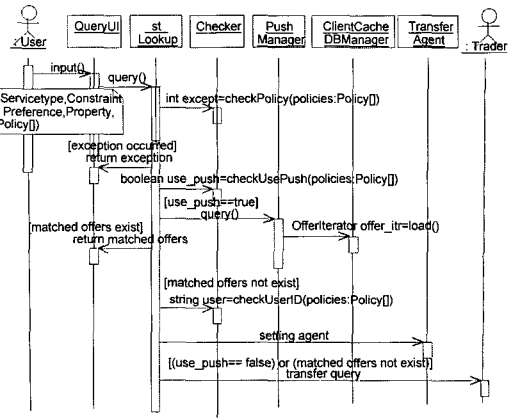 : User
QueryUI
st
Lookup
Checker
Push
Manager
ClientCache
DBManager
Transfer
Agent
: Trader
input()
query()
Servicetype,Constraint
Preference,Property,
Policy[])
int except=checkPolicy(policies:Policy[])
[exception occurred]
return exception
boolean use_push=checkUsePush(policies:Policy[])
[use_push==true]
query()
OfferIterator offer_itr=load()
[matched offers exist]
return matched offers
[matched offers not exist]
string user=checkUserID(policies:Policy[])
setting agent
[(use_push== false) or (matched offers not exist)]
transfer query